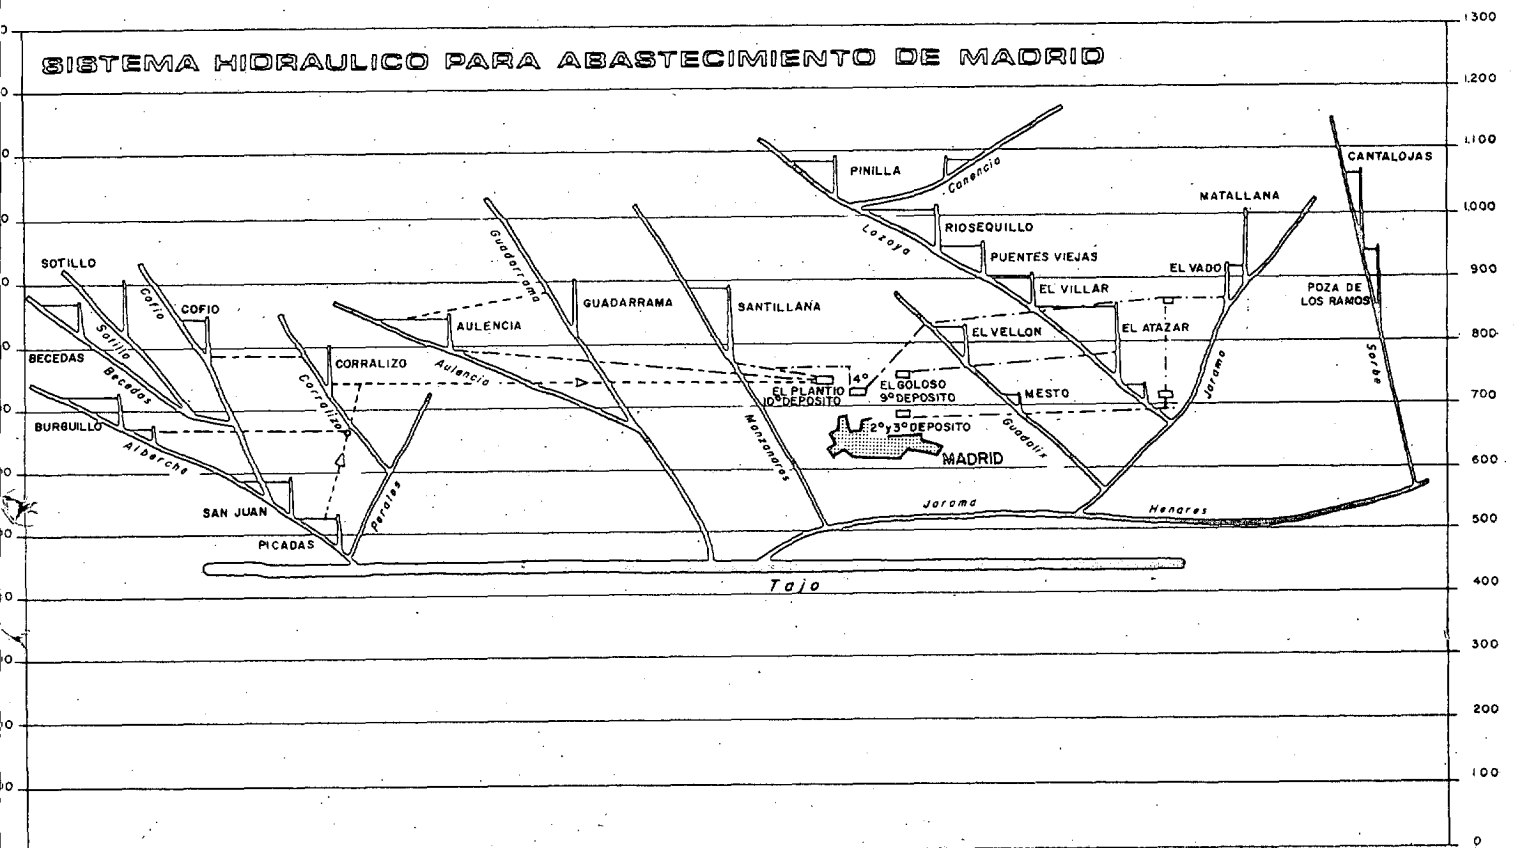 SISTEMA HIDRAULICO PARA ABASTECIMIENTO DE MADRID
1300
1.200
1.100
1.000
900
800
700
600
500
400
300
200
100
0
PINILLA
Canencia
CANTALOJAS
MATALLANA
Lozoya
RIOSEQUILLO
PUENTES VIEJAS
EL VILLAR
EL VADO
POZA DE
LOS RAMOS
SOTILLO
Cofio
COFIO
Guadarrama
GUADARRAMA
SANTILLANA
AULENCIA
EL VELLON
EL ATAZAR
Sotillo
BECEDAS
Becedas
CORRALIZO
Corralizo
Aulencia
EL PLANTIO
10º DEPOSITO
4º
EL GOLOSO
9º DEPOSITO
MESTO
Jarama
Sorbe
BURGUILLO
Alberche
2º y 3º DEPOSITO
MADRID
Manzanares
Guadalix
SAN JUAN
Perales
PICADAS
Jarama
Henares
Tajo